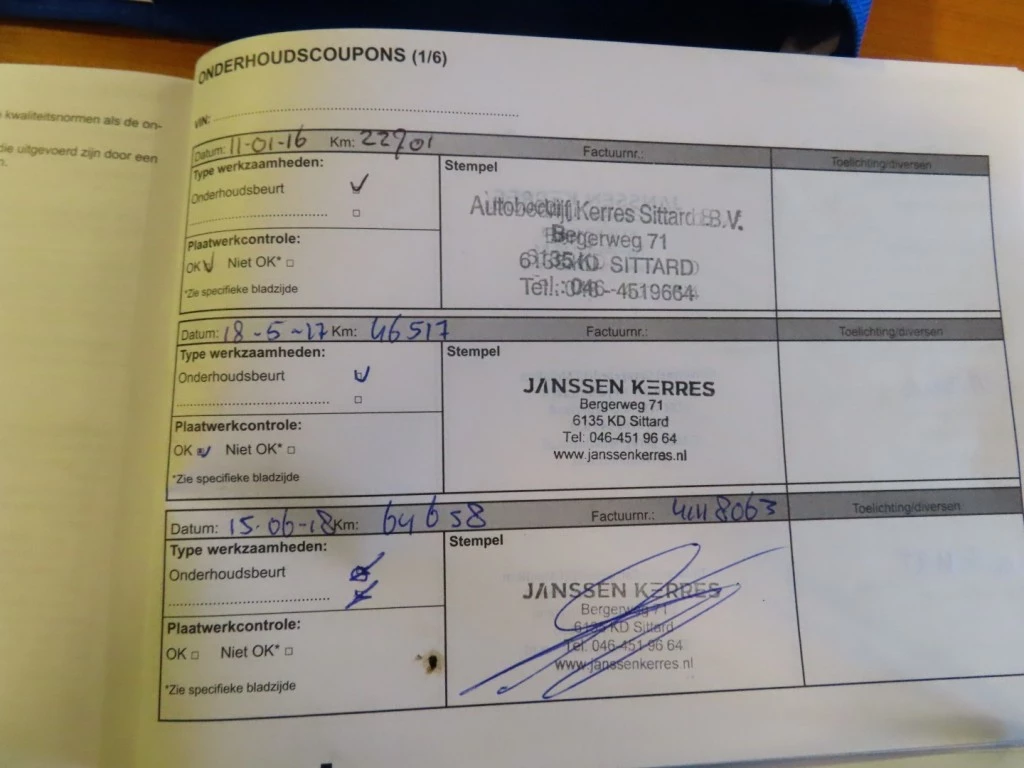 kwaliteitsnormen als de on-
die uitgevoerd zijn door een
n.
ONDERHOUDSCOUPONS (1/6)
VIN:
Datum: 11-01-16 Km: 22701 Factuurnr.: Toelichting/diversen
Type werkzaamheden:
Stempel
Onderhoudsbeurt
Autobedrijf Kerres Sittard B.V.
Bergerweg 71
6135 KD SITTARD
Tel.: 046-4519664
Plaatwerkcontrole:
OK Niet OK*
*Zie specifieke bladzijde
Datum: 18-5-17 Km: 46517 Factuurnr.: Toelichting/diversen
Type werkzaamheden:
Stempel
Onderhoudsbeurt
JANSSEN KERRES
Bergerweg 71
6135 KD Sittard
Tel: 046-451 96 64
www.janssenkerres.nl
Plaatwerkcontrole:
OK Niet OK*
*Zie specifieke bladzijde
Datum: 15-06-18 Km: 64658 Factuurnr.: Toelichting/diversen
Type werkzaamheden:
Stempel
Onderhoudsbeurt
JANSSEN KERRES
Bergerweg 71
6135 KD Sittard
Tel: 046-451 96 64
www.janssenkerres.nl
Plaatwerkcontrole:
OK Niet OK*
*Zie specifieke bladzijde